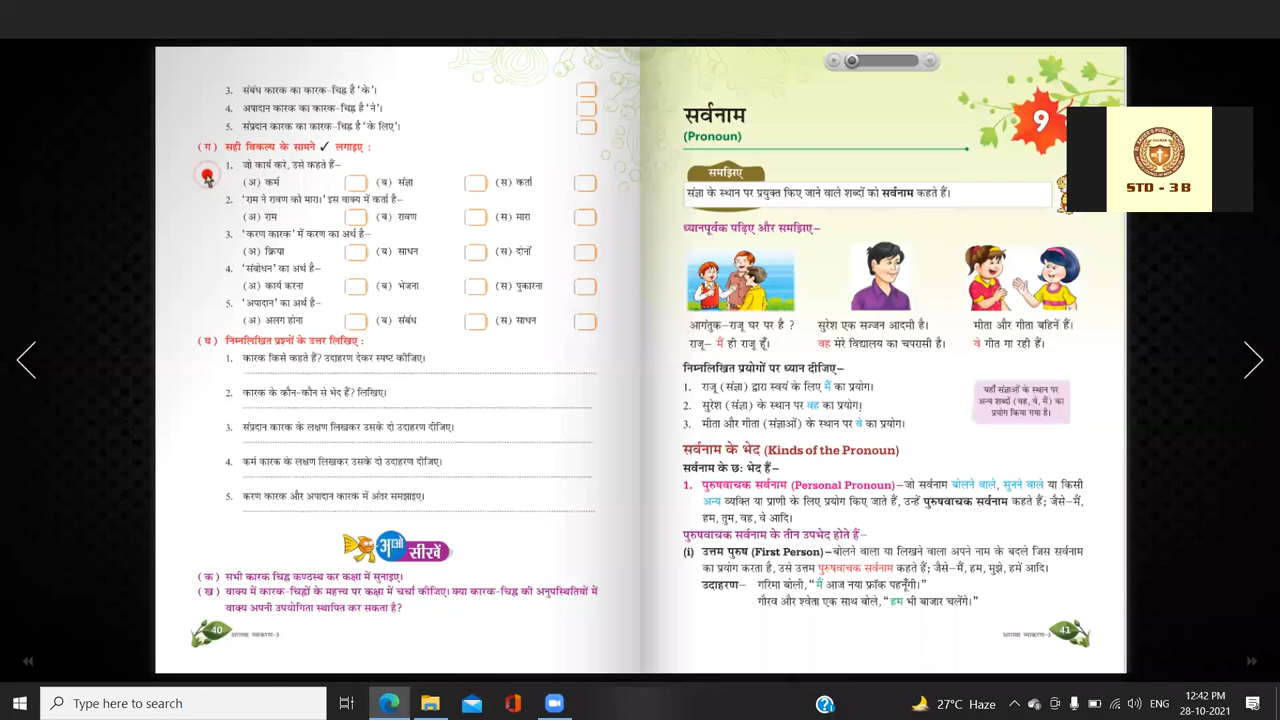 3. संबंध कारक का कारक-चिह्न है 'के'।
4. अपादान कारक का कारक-चिह्न है 'ने'।
5. संप्रदान कारक का कारक-चिह्न है 'के लिए'।
( ग ) सही विकल्प के सामने ✓ लगाइए :
1. जो कार्य करे, उसे कहते हैं–
(अ) कर्म (ब) संज्ञा (स) कर्ता
2. 'राम ने रावण को मारा।' इस वाक्य में कर्ता है–
(अ) राम (ब) रावण (स) मारा
3. 'करण कारक' में करण का अर्थ है–
(अ) क्रिया (ब) साधन (स) दोनों
4. 'संबोधन' का अर्थ है–
(अ) कार्य करना (ब) भेजना (स) पुकारना
5. 'अपादान' का अर्थ है–
(अ) अलग होना (ब) संबंध (स) साधन
( घ ) निम्नलिखित प्रश्नों के उत्तर लिखिए :
1. कारक किसे कहते हैं? उदाहरण देकर स्पष्ट कीजिए।
2. कारक के कौन-कौन से भेद हैं? लिखिए।
3. संप्रदान कारक के लक्षण लिखकर उसके दो उदाहरण दीजिए।
4. कर्म कारक के लक्षण लिखकर उसके दो उदाहरण दीजिए।
5. करण कारक और अपादान कारक में अंतर समझाइए।
आओ सीखें
( क ) सभी कारक चिह्न कण्ठस्थ कर कक्षा में सुनाइए।
( ख ) वाक्य में कारक-चिह्नों के महत्त्व पर कक्षा में चर्चा कीजिए। क्या कारक-चिह्न की अनुपस्थितियों में
वाक्य अपनी उपयोगिता स्थापित कर सकता है?
40
सर्वनाम
(Pronoun)
9
समझिए
संज्ञा के स्थान पर प्रयुक्त किए जाने वाले शब्दों को सर्वनाम कहते हैं।
ध्यानपूर्वक पढ़िए और समझिए–
आगंतुक–राजू घर पर है ? सुरेश एक सज्जन आदमी है। मीता और गीता बहिनें हैं।
राजू– मैं ही राजू हूँ। वह मेरे विद्यालय का चपरासी है। वे गीत गा रही हैं।
निम्नलिखित प्रयोगों पर ध्यान दीजिए–
1. राजू (संज्ञा) द्वारा स्वयं के लिए मैं का प्रयोग।
2. सुरेश (संज्ञा) के स्थान पर वह का प्रयोग।
3. मीता और गीता (संज्ञाओं) के स्थान पर वे का प्रयोग।
यहाँ संज्ञाओं के स्थान पर
अन्य शब्दों (वह, वे, मैं) का
प्रयोग किया गया है।
सर्वनाम के भेद (Kinds of the Pronoun)
सर्वनाम के छः भेद हैं–
1. पुरुषवाचक सर्वनाम (Personal Pronoun)–जो सर्वनाम बोलने वाले, सुनने वाले या किसी
अन्य व्यक्ति या प्राणी के लिए प्रयोग किए जाते हैं, उन्हें पुरुषवाचक सर्वनाम कहते हैं; जैसे–मैं,
हम, तुम, वह, वे आदि।
पुरुषवाचक सर्वनाम के तीन उपभेद होते हैं–
(i) उत्तम पुरुष (First Person)–बोलने वाला या लिखने वाला अपने नाम के बदले जिस सर्वनाम
का प्रयोग करता है, उसे उत्तम पुरुषवाचक सर्वनाम कहते हैं; जैसे–मैं, हम, मुझे, हमें आदि।
उदाहरण– गरिमा बोली, "मैं आज नया फ्रॉक पहनूँगी।"
गौरव और श्वेता एक साथ बोले, "हम भी बाजार चलेंगे।"
41
STD - 3 B
Type here to search
27°C Haze
ENG
12:42 PM
28-10-2021